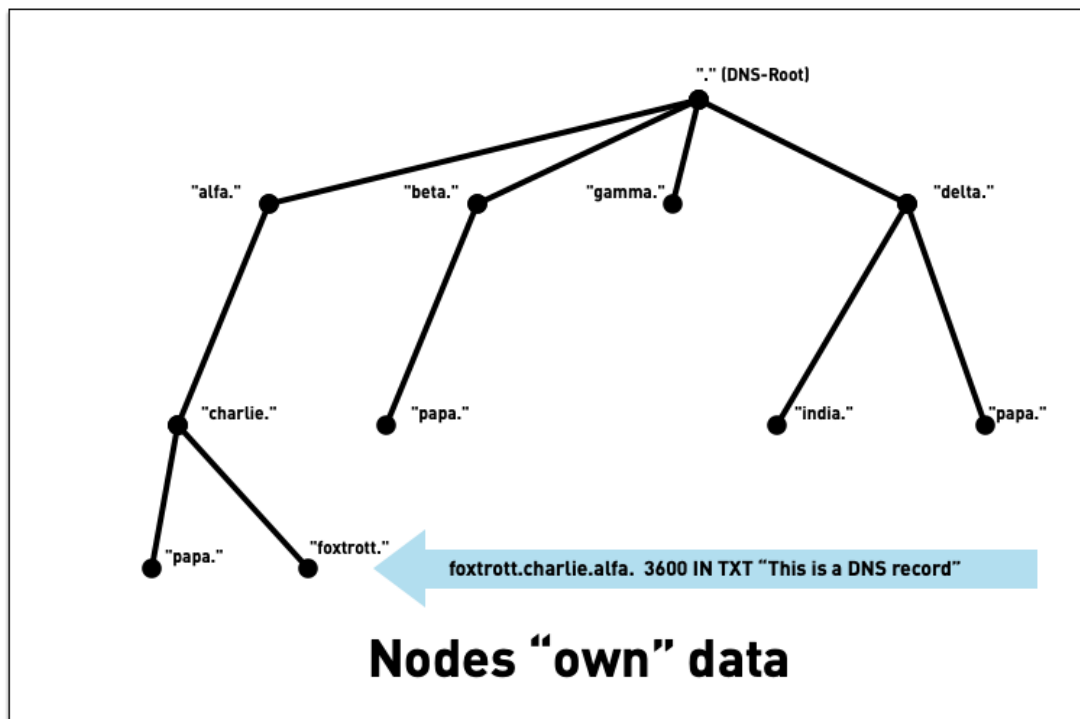 "." (DNS-Root)
"alfa." "beta." "gamma." "delta."
"charlie." "papa." "india." "papa."
"papa." "foxtrott." foxtrott.charlie.alfa. 3600 IN TXT “This is a DNS record”
Nodes “own” data